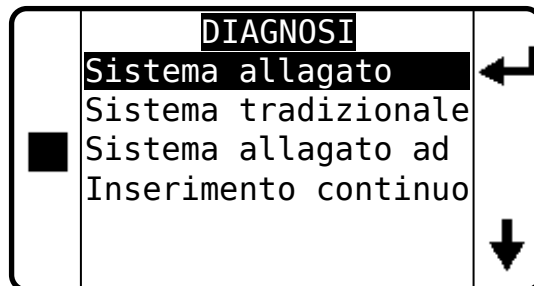 DIAGNOSI
Sistema allagato
Sistema tradizionale
Sistema allagato ad
Inserimento continuo